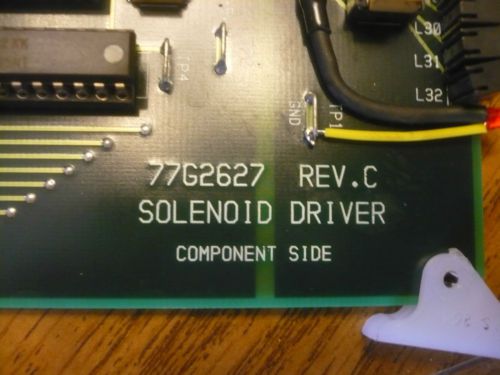 L30
L31
L32
TP4
TP1
GND
77G2627 REV.C
SOLENOID DRIVER
COMPONENT SIDE